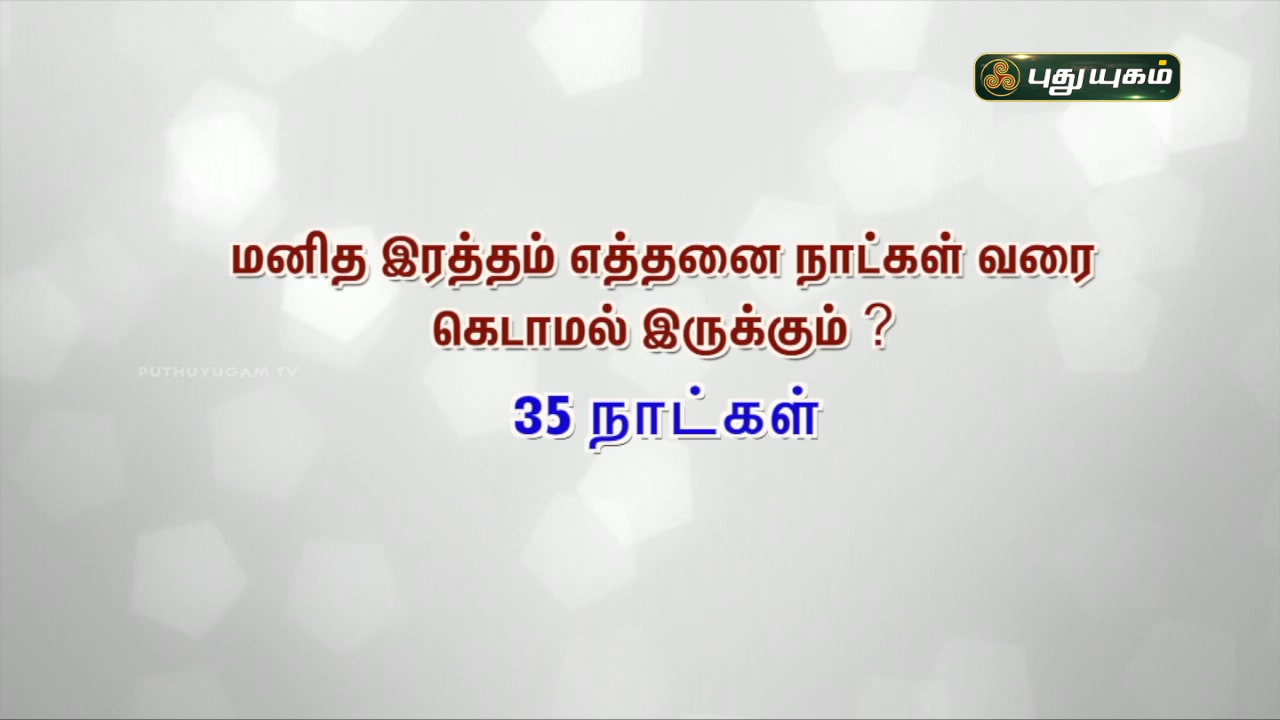 புதுயுகம்
மனித இரத்தம் எத்தனை நாட்கள் வரை
கெடாமல் இருக்கும் ?
PUTHUYUGAM TV
35 நாட்கள்